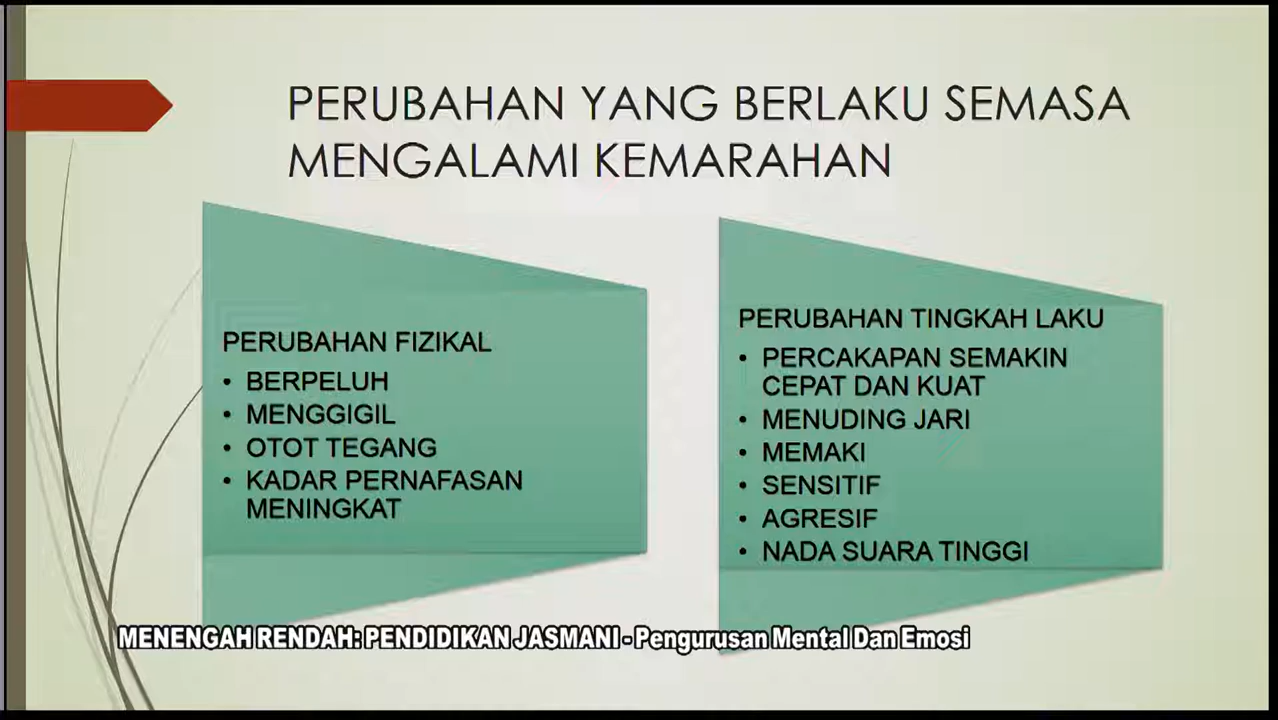 PERUBAHAN YANG BERLAKU SEMASA
MENGALAMI KEMARAHAN
PERUBAHAN FIZIKAL
• BERPELUH
• MENGGIGIL
• OTOT TEGANG
• KADAR PERNAFASAN
MENINGKAT
PERUBAHAN TINGKAH LAKU
• PERCAKAPAN SEMAKIN
CEPAT DAN KUAT
• MENUDING JARI
• MEMAKI
• SENSITIF
• AGRESIF
• NADA SUARA TINGGI
MENENGAH RENDAH: PENDIDIKAN JASMANI - Pengurusan Mental Dan Emosi